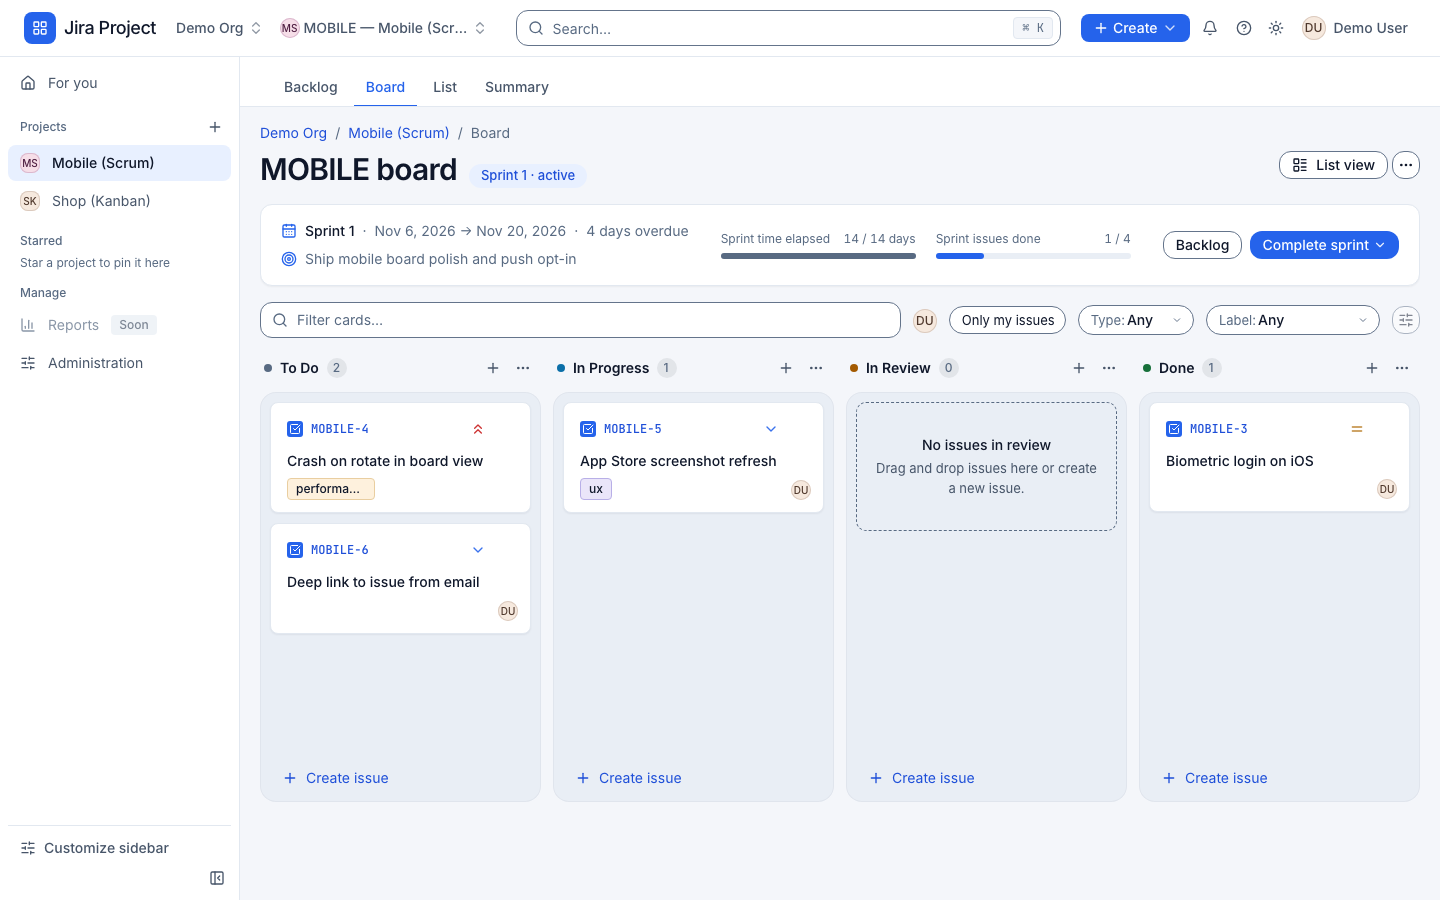 Jira Project
Demo Org
MS MOBILE — Mobile (Scr...
Search...
⌘ K
+ Create
DU Demo User
For you
Projects
MS Mobile (Scrum)
SK Shop (Kanban)
Starred
Star a project to pin it here
Manage
Reports Soon
Administration
Customize sidebar
Backlog Board List Summary
Demo Org / Mobile (Scrum) / Board
MOBILE board
Sprint 1 · active
List view
Sprint 1 · Nov 6, 2026 → Nov 20, 2026 · 4 days overdue
Ship mobile board polish and push opt-in
Sprint time elapsed 14 / 14 days
Sprint issues done 1 / 4
Backlog
Complete sprint
Filter cards...
DU
Only my issues
Type: Any
Label: Any
To Do 2
MOBILE-4
Crash on rotate in board view
performa...
MOBILE-6
Deep link to issue from email
DU
+ Create issue
In Progress 1
MOBILE-5
App Store screenshot refresh
ux
DU
+ Create issue
In Review 0
No issues in review
Drag and drop issues here or create
a new issue.
+ Create issue
Done 1
MOBILE-3
Biometric login on iOS
DU
+ Create issue